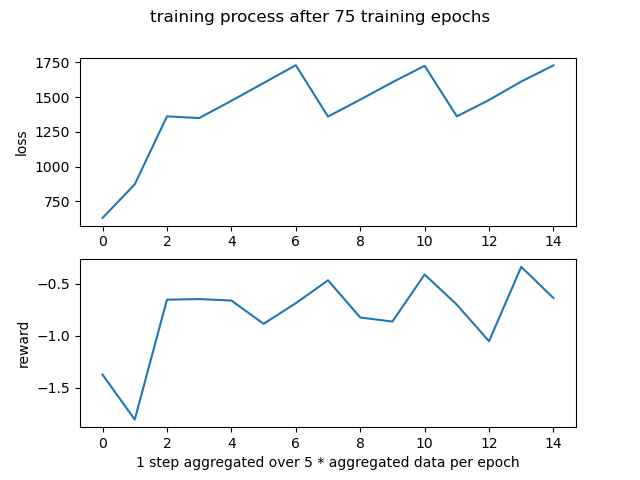 training process after 75 training epochs
1750
1500
1250
1000
750
loss
0 2 4 6 8 10 12 14
−0.5
−1.0
−1.5
reward
0 2 4 6 8 10 12 14
1 step aggregated over 5 * aggregated data per epoch